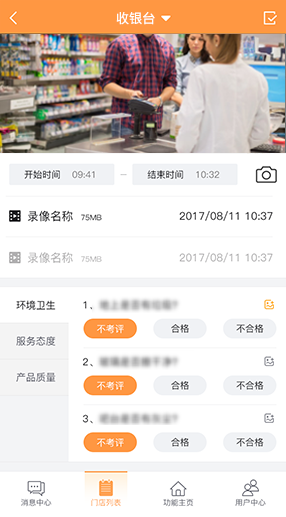 收银台
开始时间 09:41 — 结束时间 10:32
录像名称 75MB 2017/08/11 10:37
录像名称 75MB 2017/08/11 10:37
环境卫生
服务态度
产品质量
1、
不考评 合格 不合格
2、
不考评 合格 不合格
3、
不考评 合格 不合格
消息中心 门店列表 功能主页 用户中心